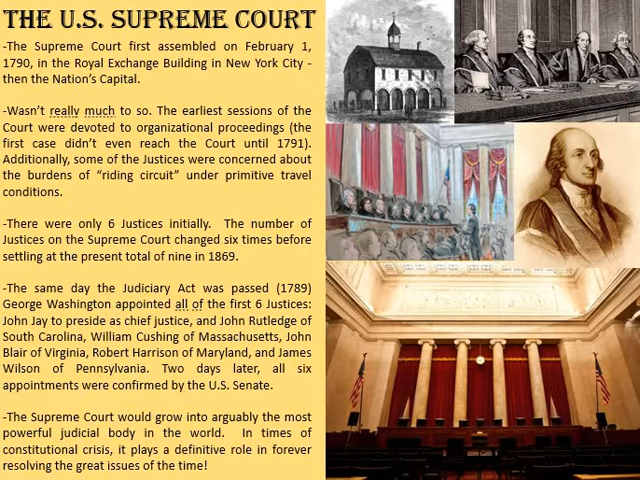 THE U.S. SUPREME COURT
-The Supreme Court first assembled on February 1,
1790, in the Royal Exchange Building in New York City -
then the Nation's Capital.
-Wasn't really much to so. The earliest sessions of the
Court were devoted to organizational proceedings (the
first case didn't even reach the Court until 1791).
Additionally, some of the Justices were concerned about
the burdens of "riding circuit" under primitive travel
conditions.
-There were only 6 Justices initially. The number of
Justices on the Supreme Court changed six times before
settling at the present total of nine in 1869.
-The same day the Judiciary Act was passed (1789)
George Washington appointed all of the first 6 Justices:
John Jay to preside as chief justice, and John Rutledge of
South Carolina, William Cushing of Massachusetts, John
Blair of Virginia, Robert Harrison of Maryland, and James
Wilson of Pennsylvania. Two days later, all six
appointments were confirmed by the U.S. Senate.
-The Supreme Court would grow into arguably the most
powerful judicial body in the world. In times of
constitutional crisis, it plays a definitive role in forever
resolving the great issues of the time!